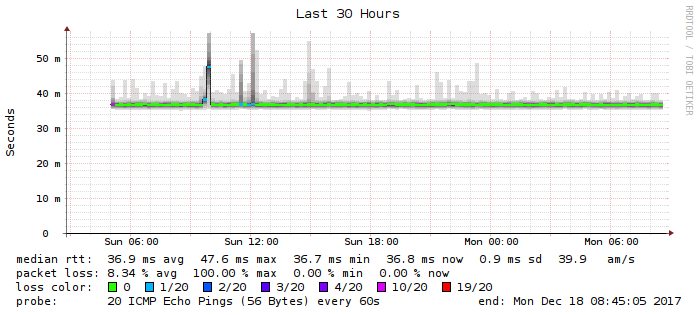 Last 30 Hours
RRDTOOL / TOBI OETIKER
Seconds
50 m
40 m
30 m
20 m
10 m
0
Sun 06:00 Sun 12:00 Sun 18:00 Mon 00:00 Mon 06:00
median rtt: 36.9 ms avg 47.6 ms max 36.7 ms min 36.8 ms now 0.9 ms sd 39.9 am/s
packet loss: 8.34 % avg 100.00 % max 0.00 % min 0.00 % now
loss color: 0 1/20 2/20 3/20 4/20 10/20 19/20
probe: 20 ICMP Echo Pings (56 Bytes) every 60s end: Mon Dec 18 08:45:05 2017